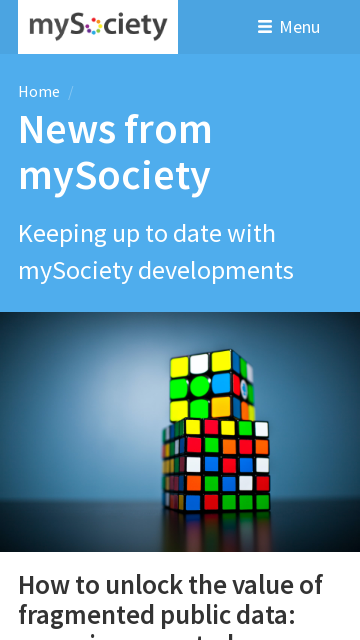 mySociety
Menu
Home /
News from
mySociety
Keeping up to date with
mySociety developments
How to unlock the value of
fragmented public data: